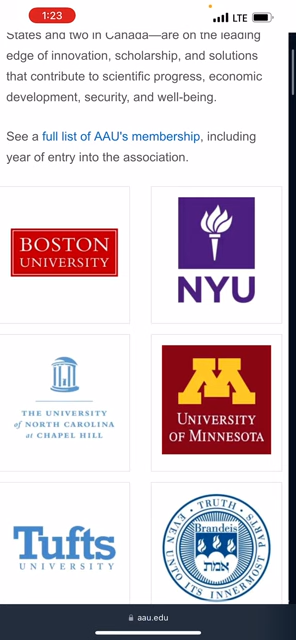 1:23
LTE
States and two in Canada—are on the leading
edge of innovation, scholarship, and solutions
that contribute to scientific progress, economic
development, security, and well-being.
See a full list of AAU's membership, including
year of entry into the association.
BOSTON
UNIVERSITY
NYU
THE UNIVERSITY
of NORTH CAROLINA
at CHAPEL HILL
M
UNIVERSITY
OF MINNESOTA
Tufts
UNIVERSITY
TRUTH
EVEN UNTO ITS INNERMOST PARTS
Brandeis
אמת
aau.edu